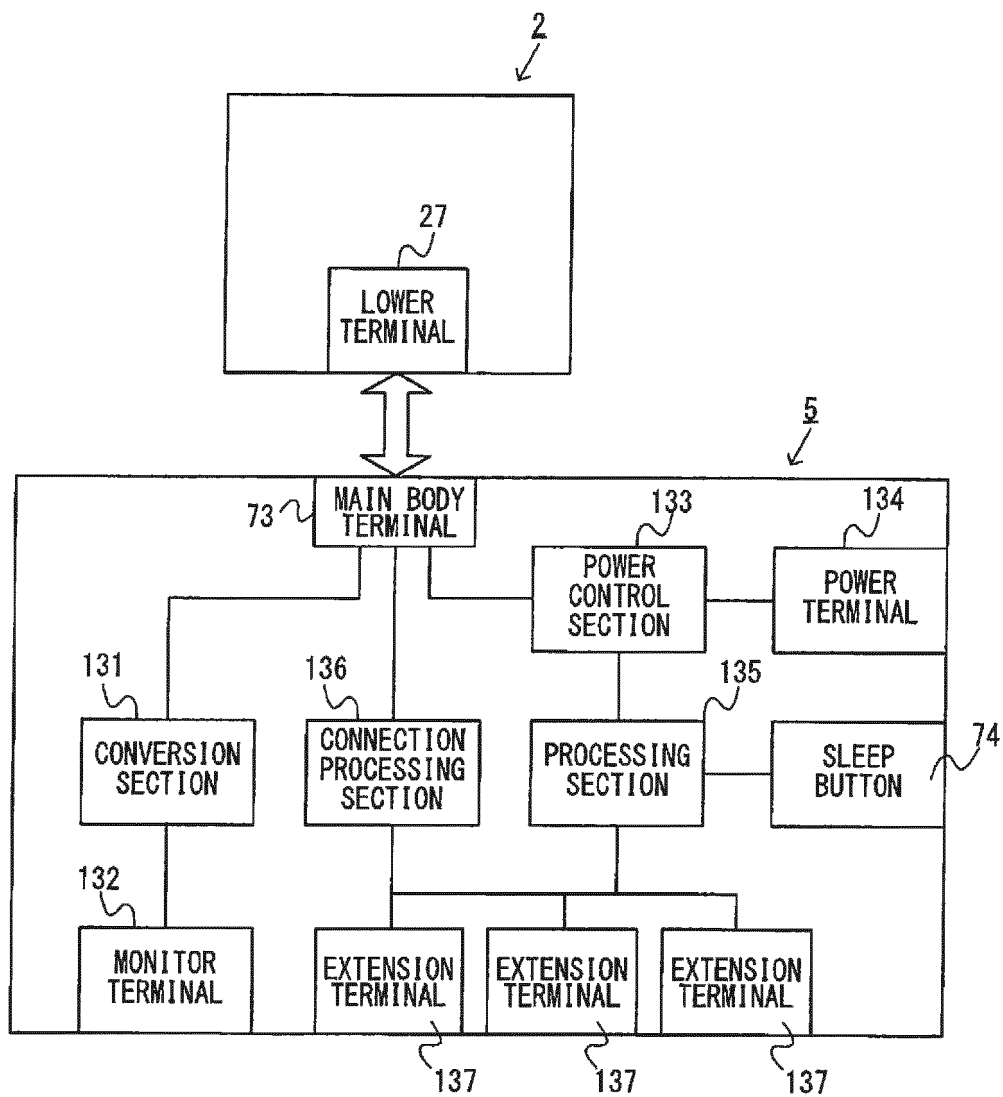 2
27
LOWER
TERMINAL
5
73
MAIN BODY
TERMINAL
133
134
POWER
CONTROL
SECTION
POWER
TERMINAL
131
136
135
74
CONVERSION
SECTION
CONNECTION
PROCESSING
SECTION
PROCESSING
SECTION
SLEEP
BUTTON
132
MONITOR
TERMINAL
EXTENSION
TERMINAL
EXTENSION
TERMINAL
EXTENSION
TERMINAL
137
137
137